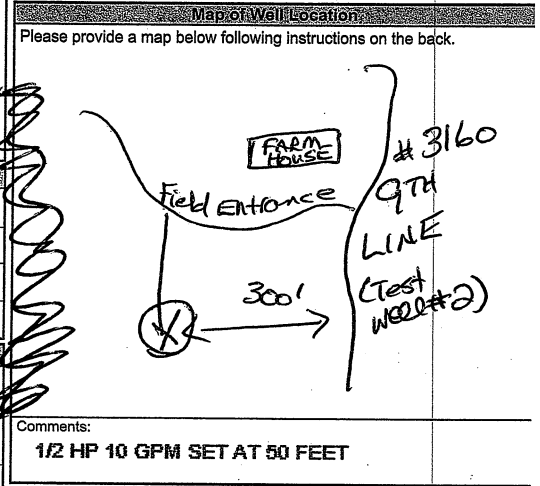 Map of Well Location
Please provide a map below following instructions on the back.
FARM
HOUSE
Field Entrance
# 3160
9TH
LINE
(Test
well #2)
300'
Comments:
1/2 HP 10 GPM SET AT 50 FEET